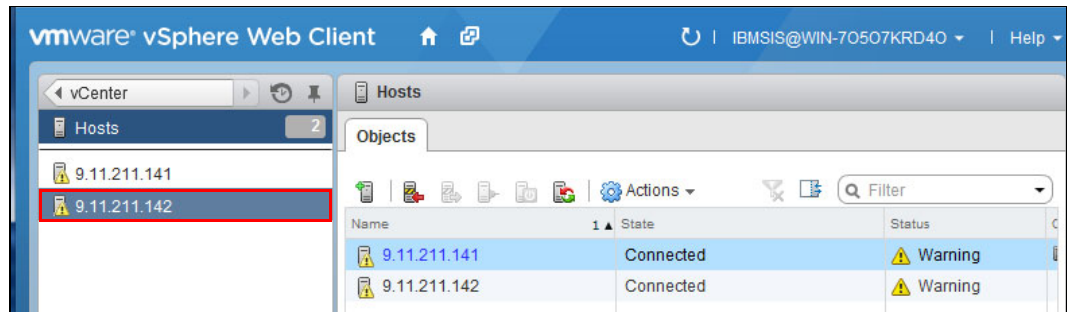 vmware® vSphere Web Client IBMSIS@WIN-7O5O7KRD4O Help
vCenter
Hosts 2
9.11.211.141
9.11.211.142
Hosts
Objects
Actions Filter
Name 1 State Status
9.11.211.141 Connected Warning
9.11.211.142 Connected Warning